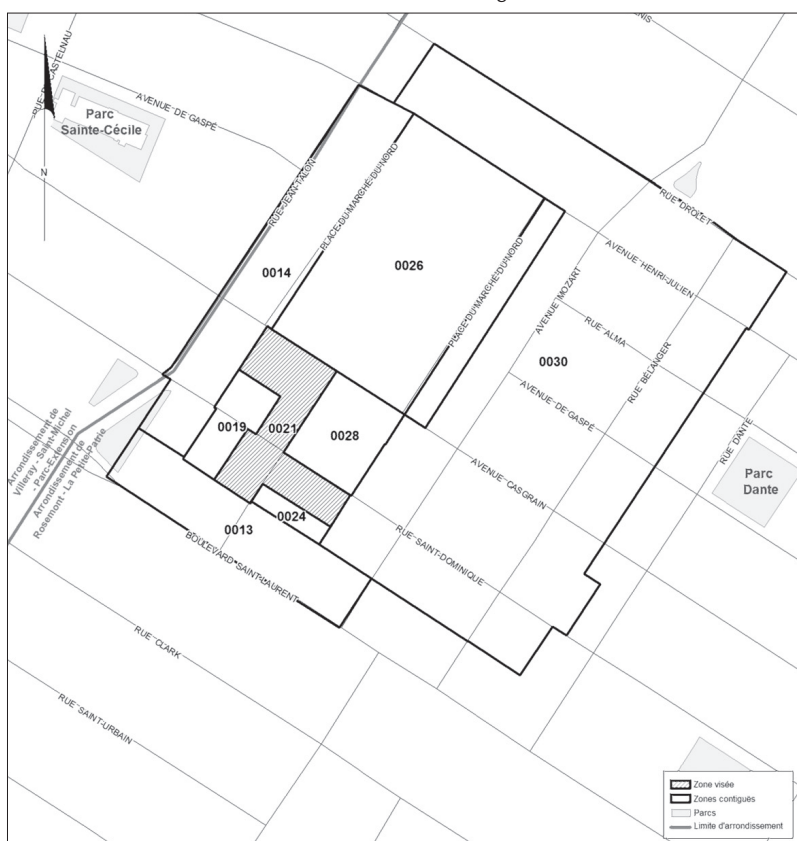 NIS
RUE DE CASTELNAU
AVENUE DE GASPÉ
Parc
Sainte-Cécile
N
RUE JEAN-TALON
PLACE DU MARCHÉ DU NORD
RUE DROLET
0014
0026
PLACE DU MARCHÉ DU NORD
AVENUE HENRI-JULIEN
AVENUE MOZART
RUE ALMA
0030
RUE BÉLANGER
AVENUE DE GASPÉ
0019
0021
0028
RUE DANTE
Arrondissement de
Villeray - Saint-Michel
- Parc-Extension
Arrondissement de
Rosemont - La Petite-Patrie
AVENUE CASGRAIN
Parc
Dante
0024
0013
RUE SAINT-DOMINIQUE
BOULEVARD SAINT-LAURENT
RUE CLARK
RUE SAINT-URBAIN
Zone visée
Zones contiguës
Parcs
Limite d'arrondissement